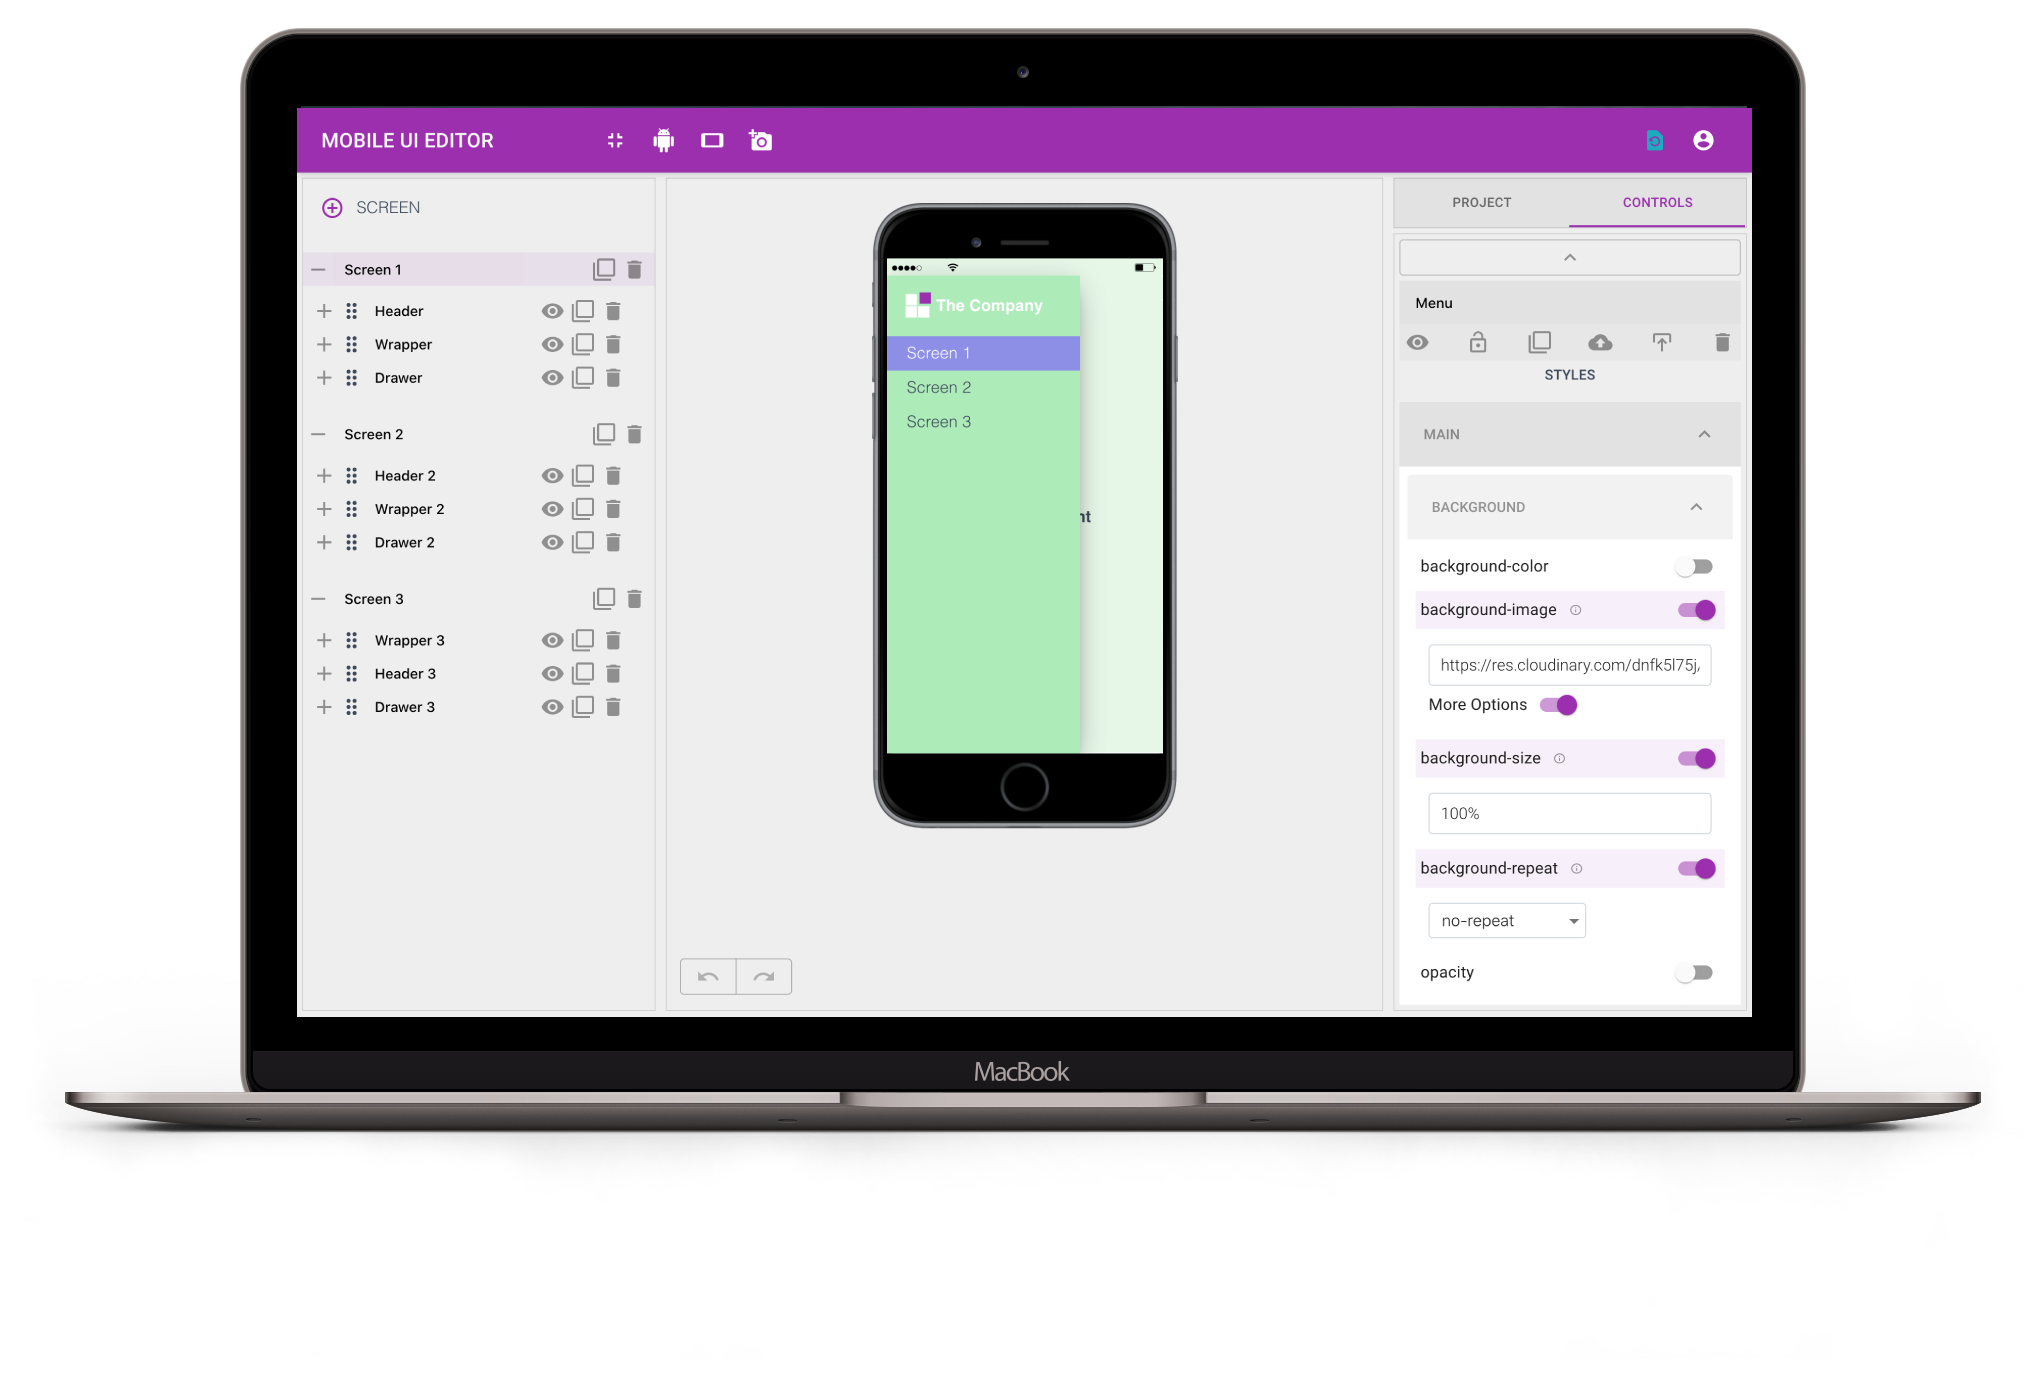 MOBILE UI EDITOR
SCREEN
Screen 1
Header
Wrapper
Drawer
Screen 2
Header 2
Wrapper 2
Drawer 2
Screen 3
Wrapper 3
Header 3
Drawer 3
The Company
Screen 1
Screen 2
Screen 3
nt
PROJECT CONTROLS
Menu
STYLES
MAIN
BACKGROUND
background-color
background-image
https://res.cloudinary.com/dnfk5l75j
More Options
background-size
100%
background-repeat
no-repeat
opacity
MacBook